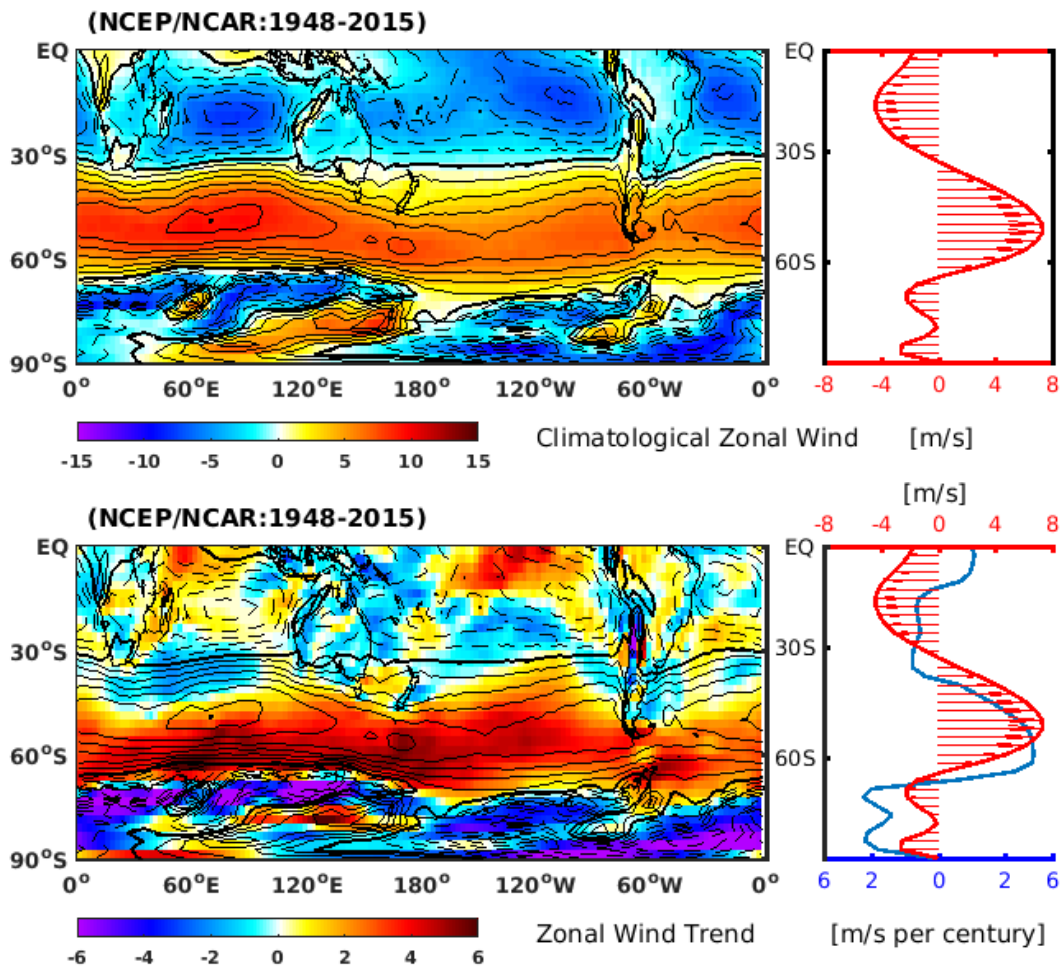 (NCEP/NCAR:1948-2015)
EQ
30°S
60°S
90°S
0° 60°E 120°E 180° 120°W 60°W 0°
EQ
30S
60S
-8 -4 0 4 8
-15 -10 -5 0 5 10 15
Climatological Zonal Wind [m/s]
(NCEP/NCAR:1948-2015)
[m/s]
-8 -4 0 4 8
EQ
30°S
60°S
90°S
0° 60°E 120°E 180° 120°W 60°W 0°
EQ
30S
60S
6 2 0 2 6
-6 -4 -2 0 2 4 6
Zonal Wind Trend [m/s per century]